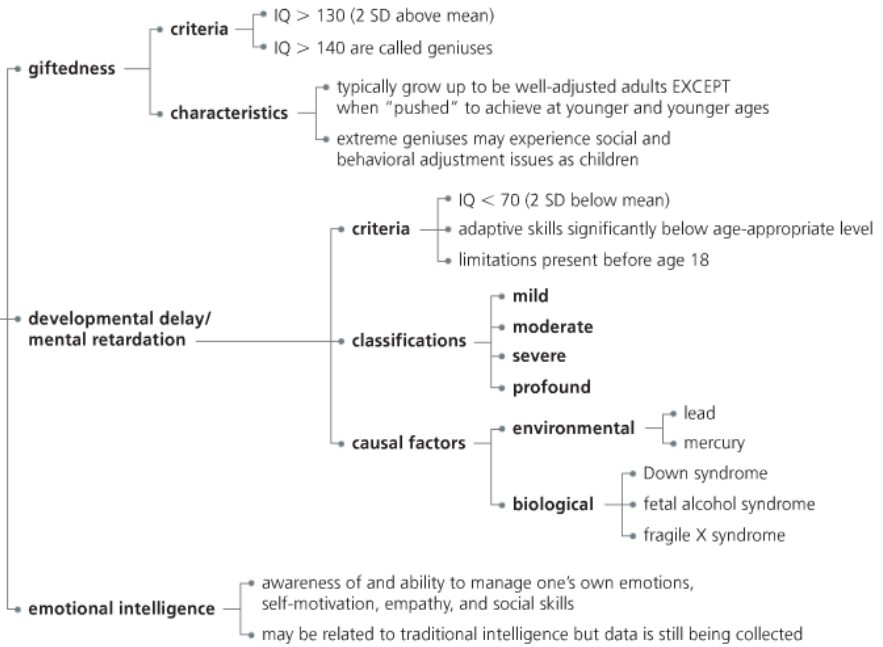 giftedness
criteria
IQ > 130 (2 SD above mean)
IQ > 140 are called geniuses
characteristics
typically grow up to be well-adjusted adults EXCEPT
when “pushed” to achieve at younger and younger ages
extreme geniuses may experience social and
behavioral adjustment issues as children
developmental delay/
mental retardation
criteria
IQ < 70 (2 SD below mean)
adaptive skills significantly below age-appropriate level
limitations present before age 18
classifications
mild
moderate
severe
profound
causal factors
environmental
lead
mercury
biological
Down syndrome
fetal alcohol syndrome
fragile X syndrome
emotional intelligence
awareness of and ability to manage one’s own emotions,
self-motivation, empathy, and social skills
may be related to traditional intelligence but data is still being collected